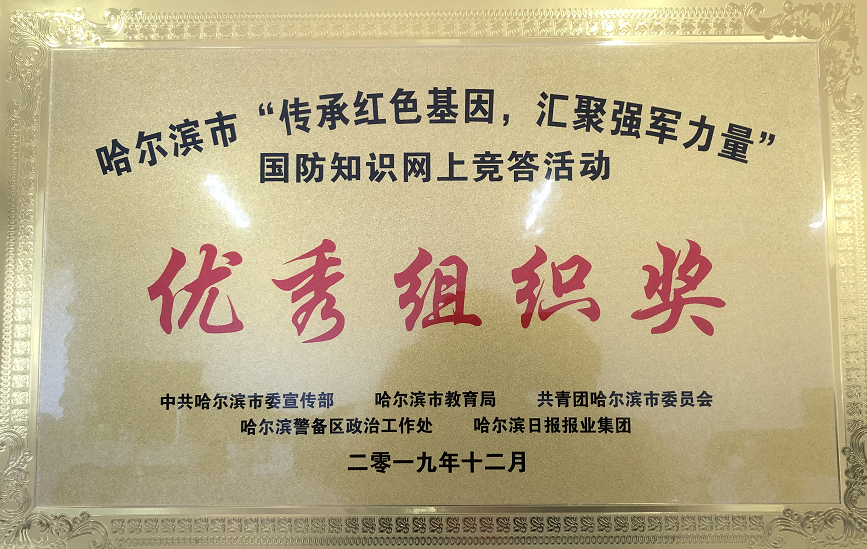 哈尔滨市“传承红色基因，汇聚强军力量”
国防知识网上竞答活动
优秀组织奖
中共哈尔滨市委宣传部 哈尔滨市教育局 共青团哈尔滨市委员会
哈尔滨警备区政治工作处 哈尔滨日报报业集团
二零一九年十二月